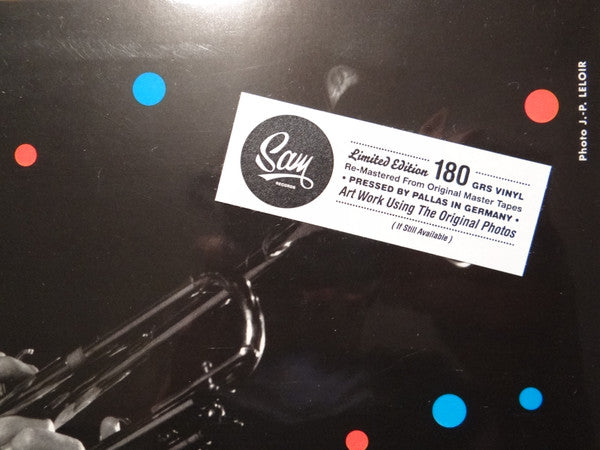 Sam
RECORDS
Limited Edition 180 GRS VINYL
Re-Mastered From Original Master Tapes
• PRESSED BY PALLAS IN GERMANY •
Art Work Using The Original Photos
( If Still Available )
Photo J.-P. LELOIR